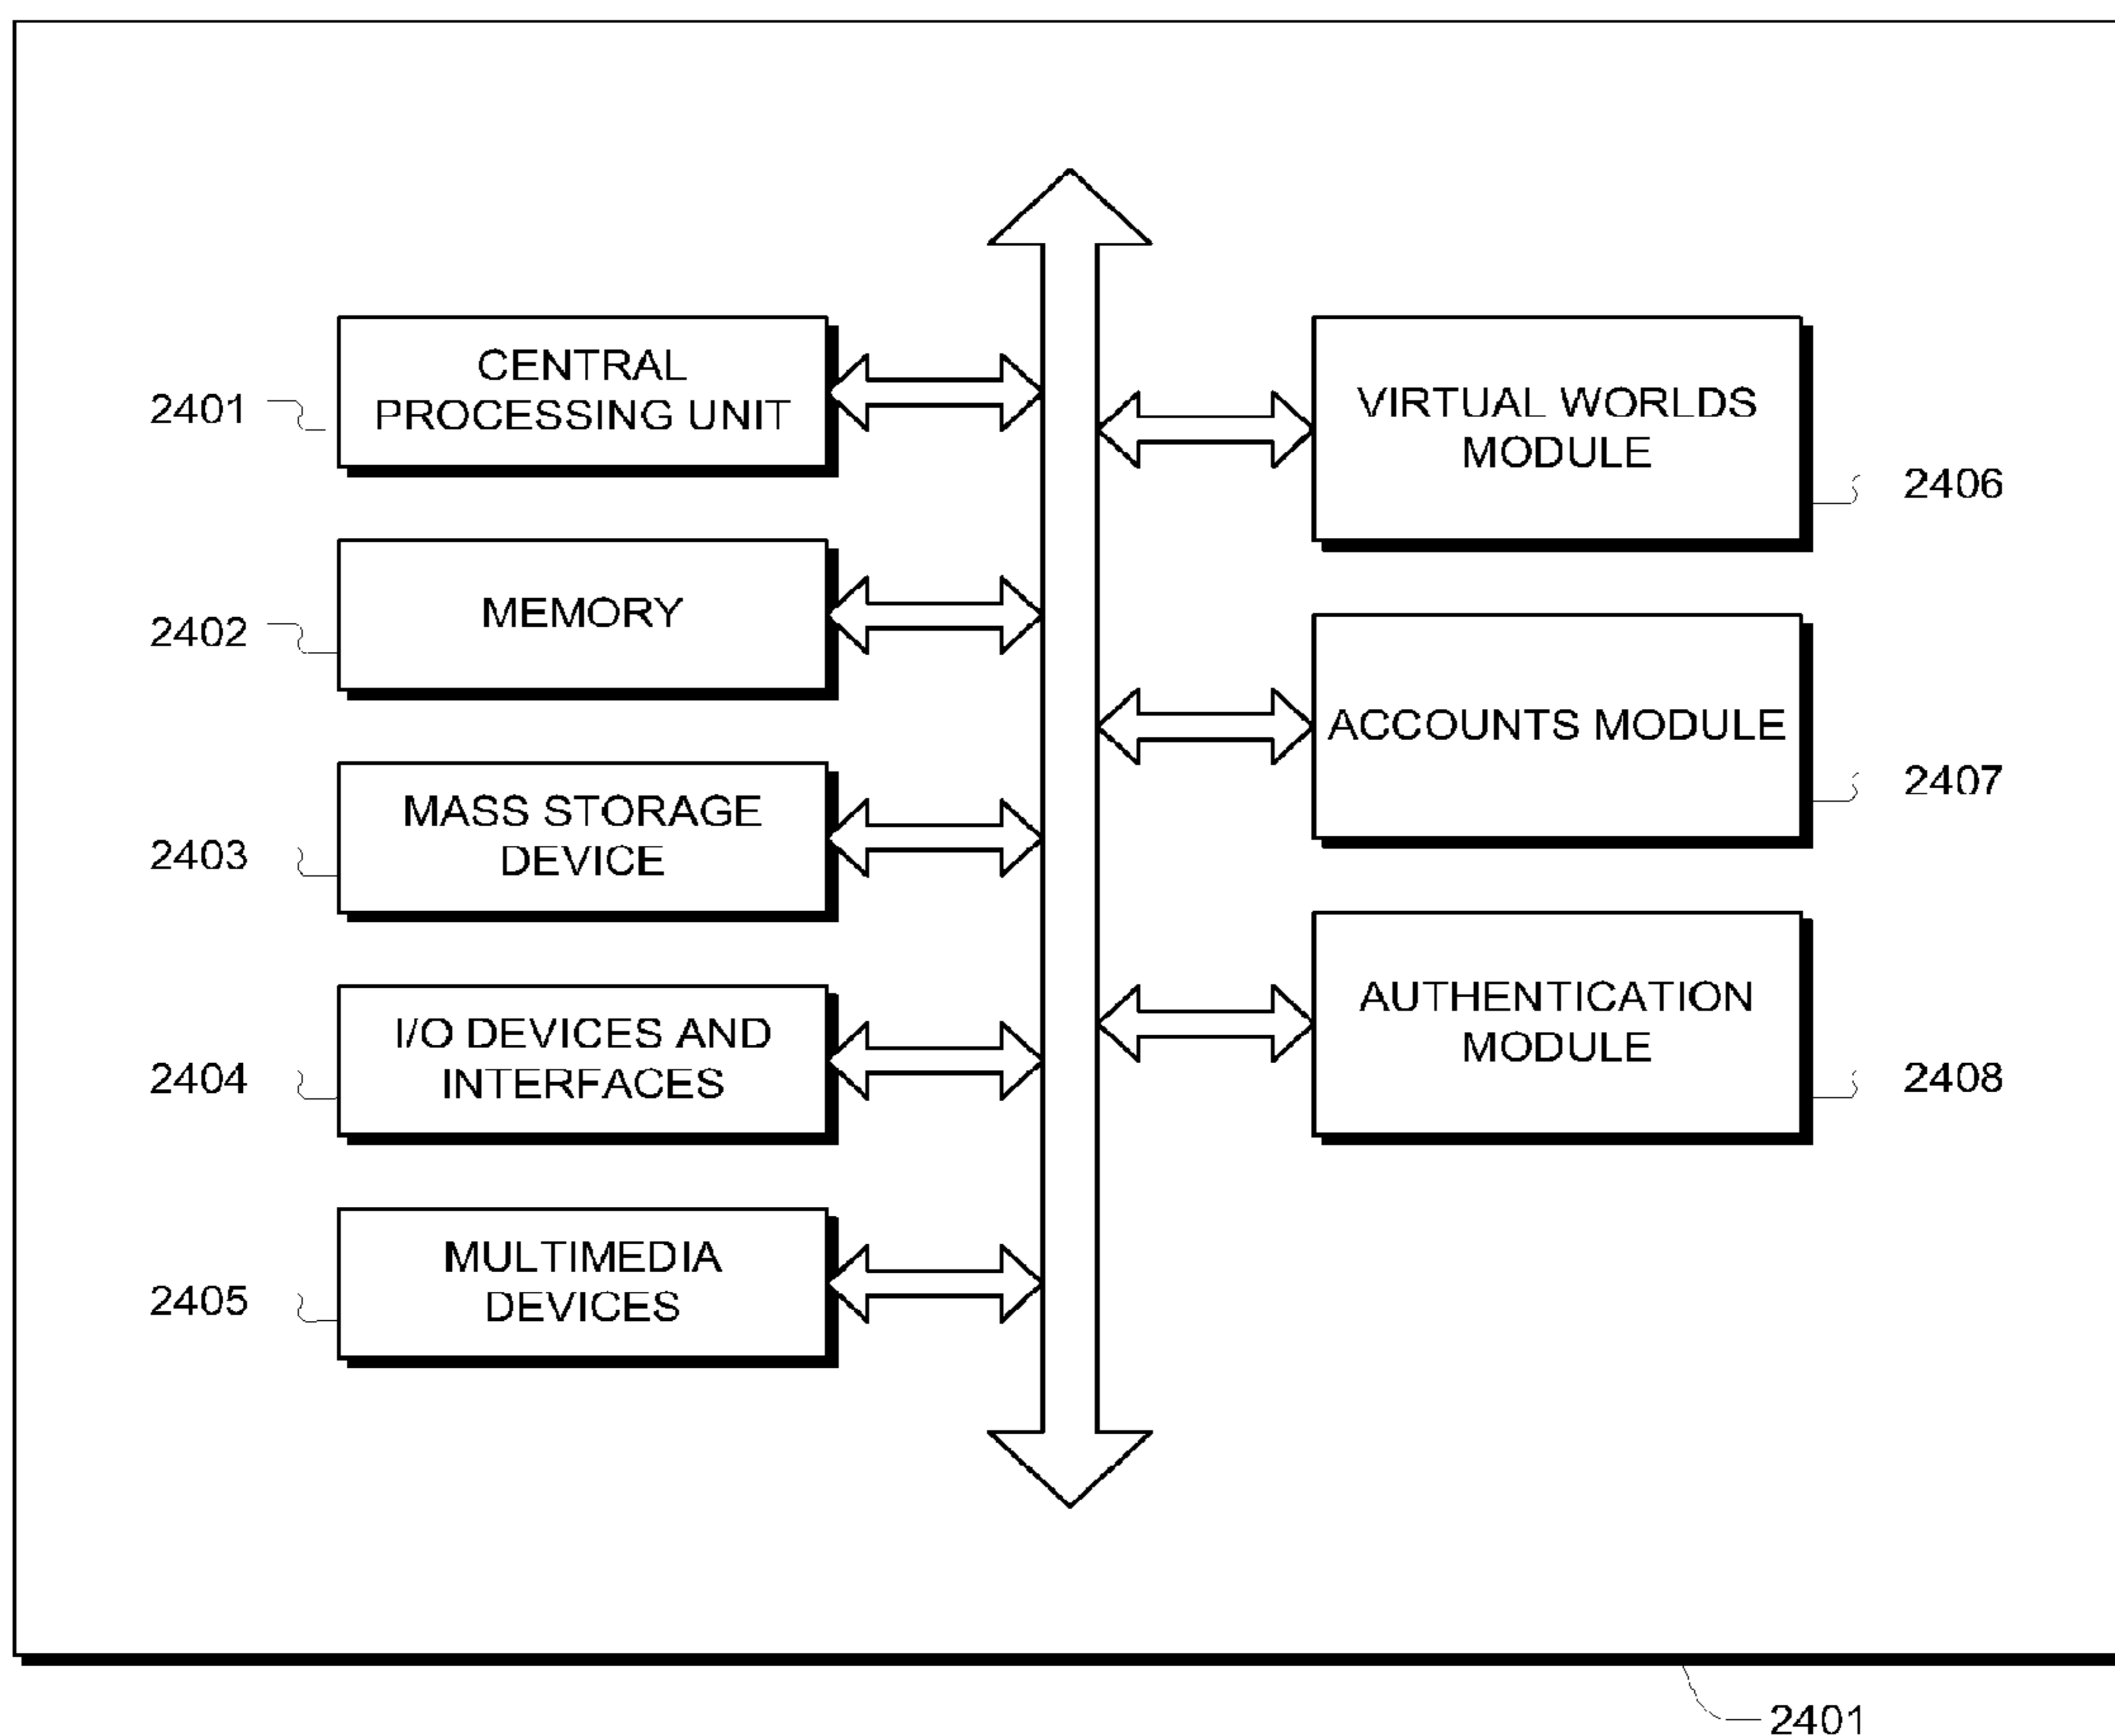 2401
CENTRAL
PROCESSING UNIT
2402
MEMORY
2403
MASS STORAGE
DEVICE
2404
I/O DEVICES AND
INTERFACES
2405
MULTIMEDIA
DEVICES
VIRTUAL WORLDS
MODULE
2406
ACCOUNTS MODULE
2407
AUTHENTICATION
MODULE
2408
2401